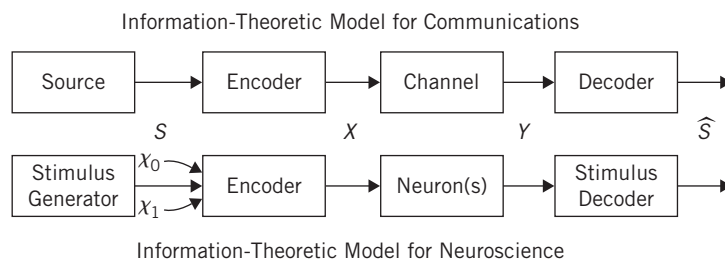 Information-Theoretic Model for Communications
Source
Encoder
Channel
Decoder
S
X
Y
Ŝ
Stimulus
Generator
χ0
χ1
Encoder
Neuron(s)
Stimulus
Decoder
Information-Theoretic Model for Neuroscience